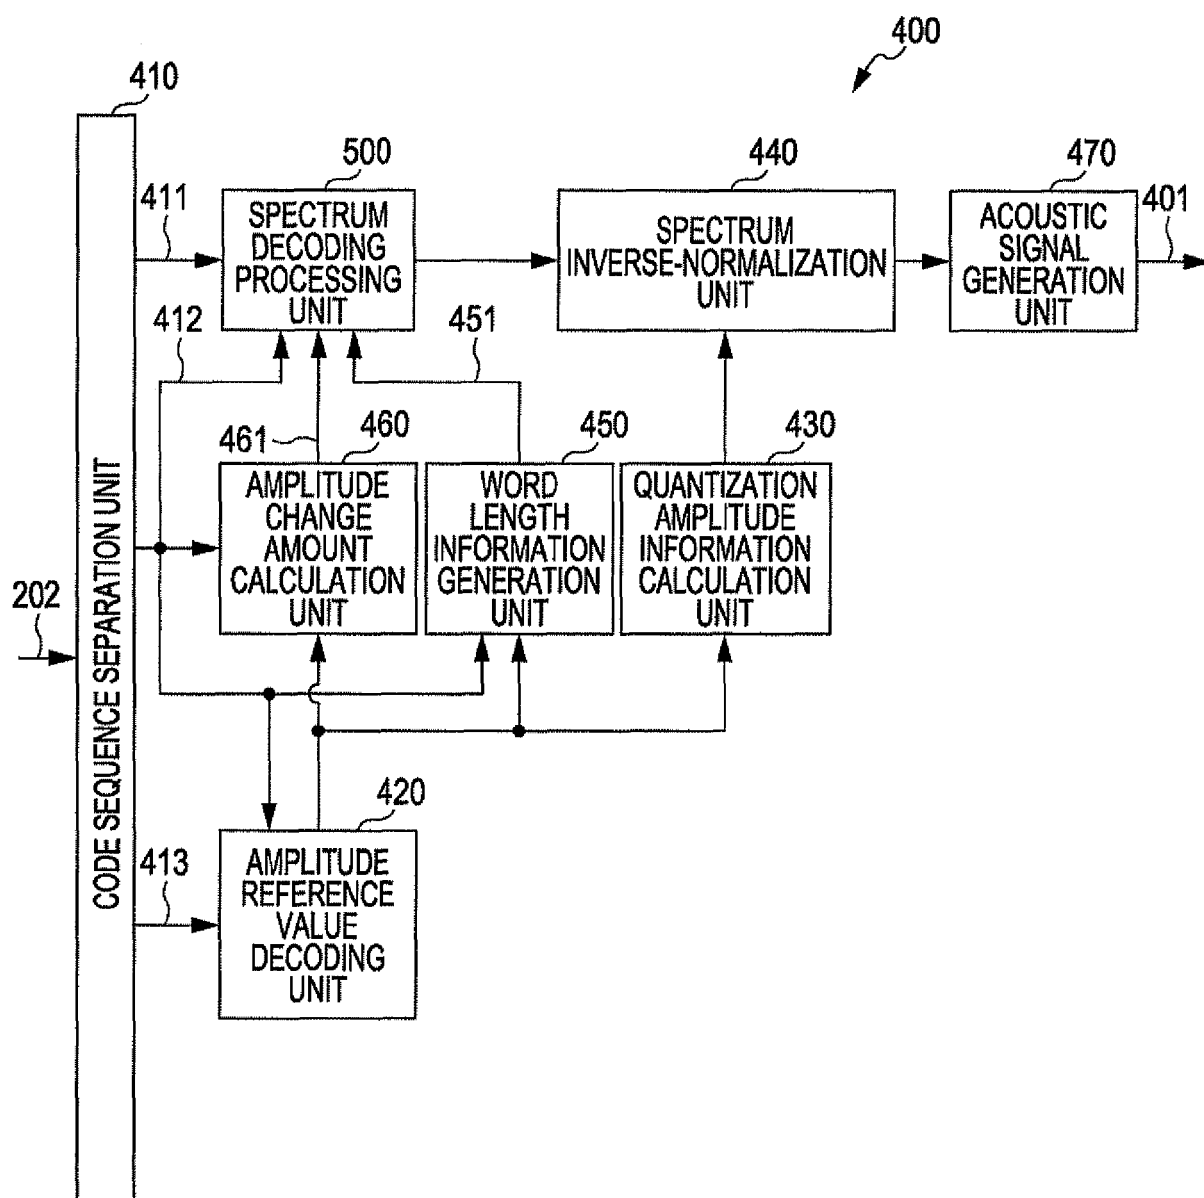 400
410
500
440
470
411
401
SPECTRUM
DECODING
PROCESSING
UNIT
SPECTRUM
INVERSE-NORMALIZATION
UNIT
ACOUSTIC
SIGNAL
GENERATION
UNIT
412
451
461
460
450
430
AMPLITUDE
CHANGE
AMOUNT
CALCULATION
UNIT
WORD
LENGTH
INFORMATION
GENERATION
UNIT
QUANTIZATION
AMPLITUDE
INFORMATION
CALCULATION
UNIT
202
CODE SEQUENCE SEPARATION UNIT
420
413
AMPLITUDE
REFERENCE
VALUE
DECODING
UNIT